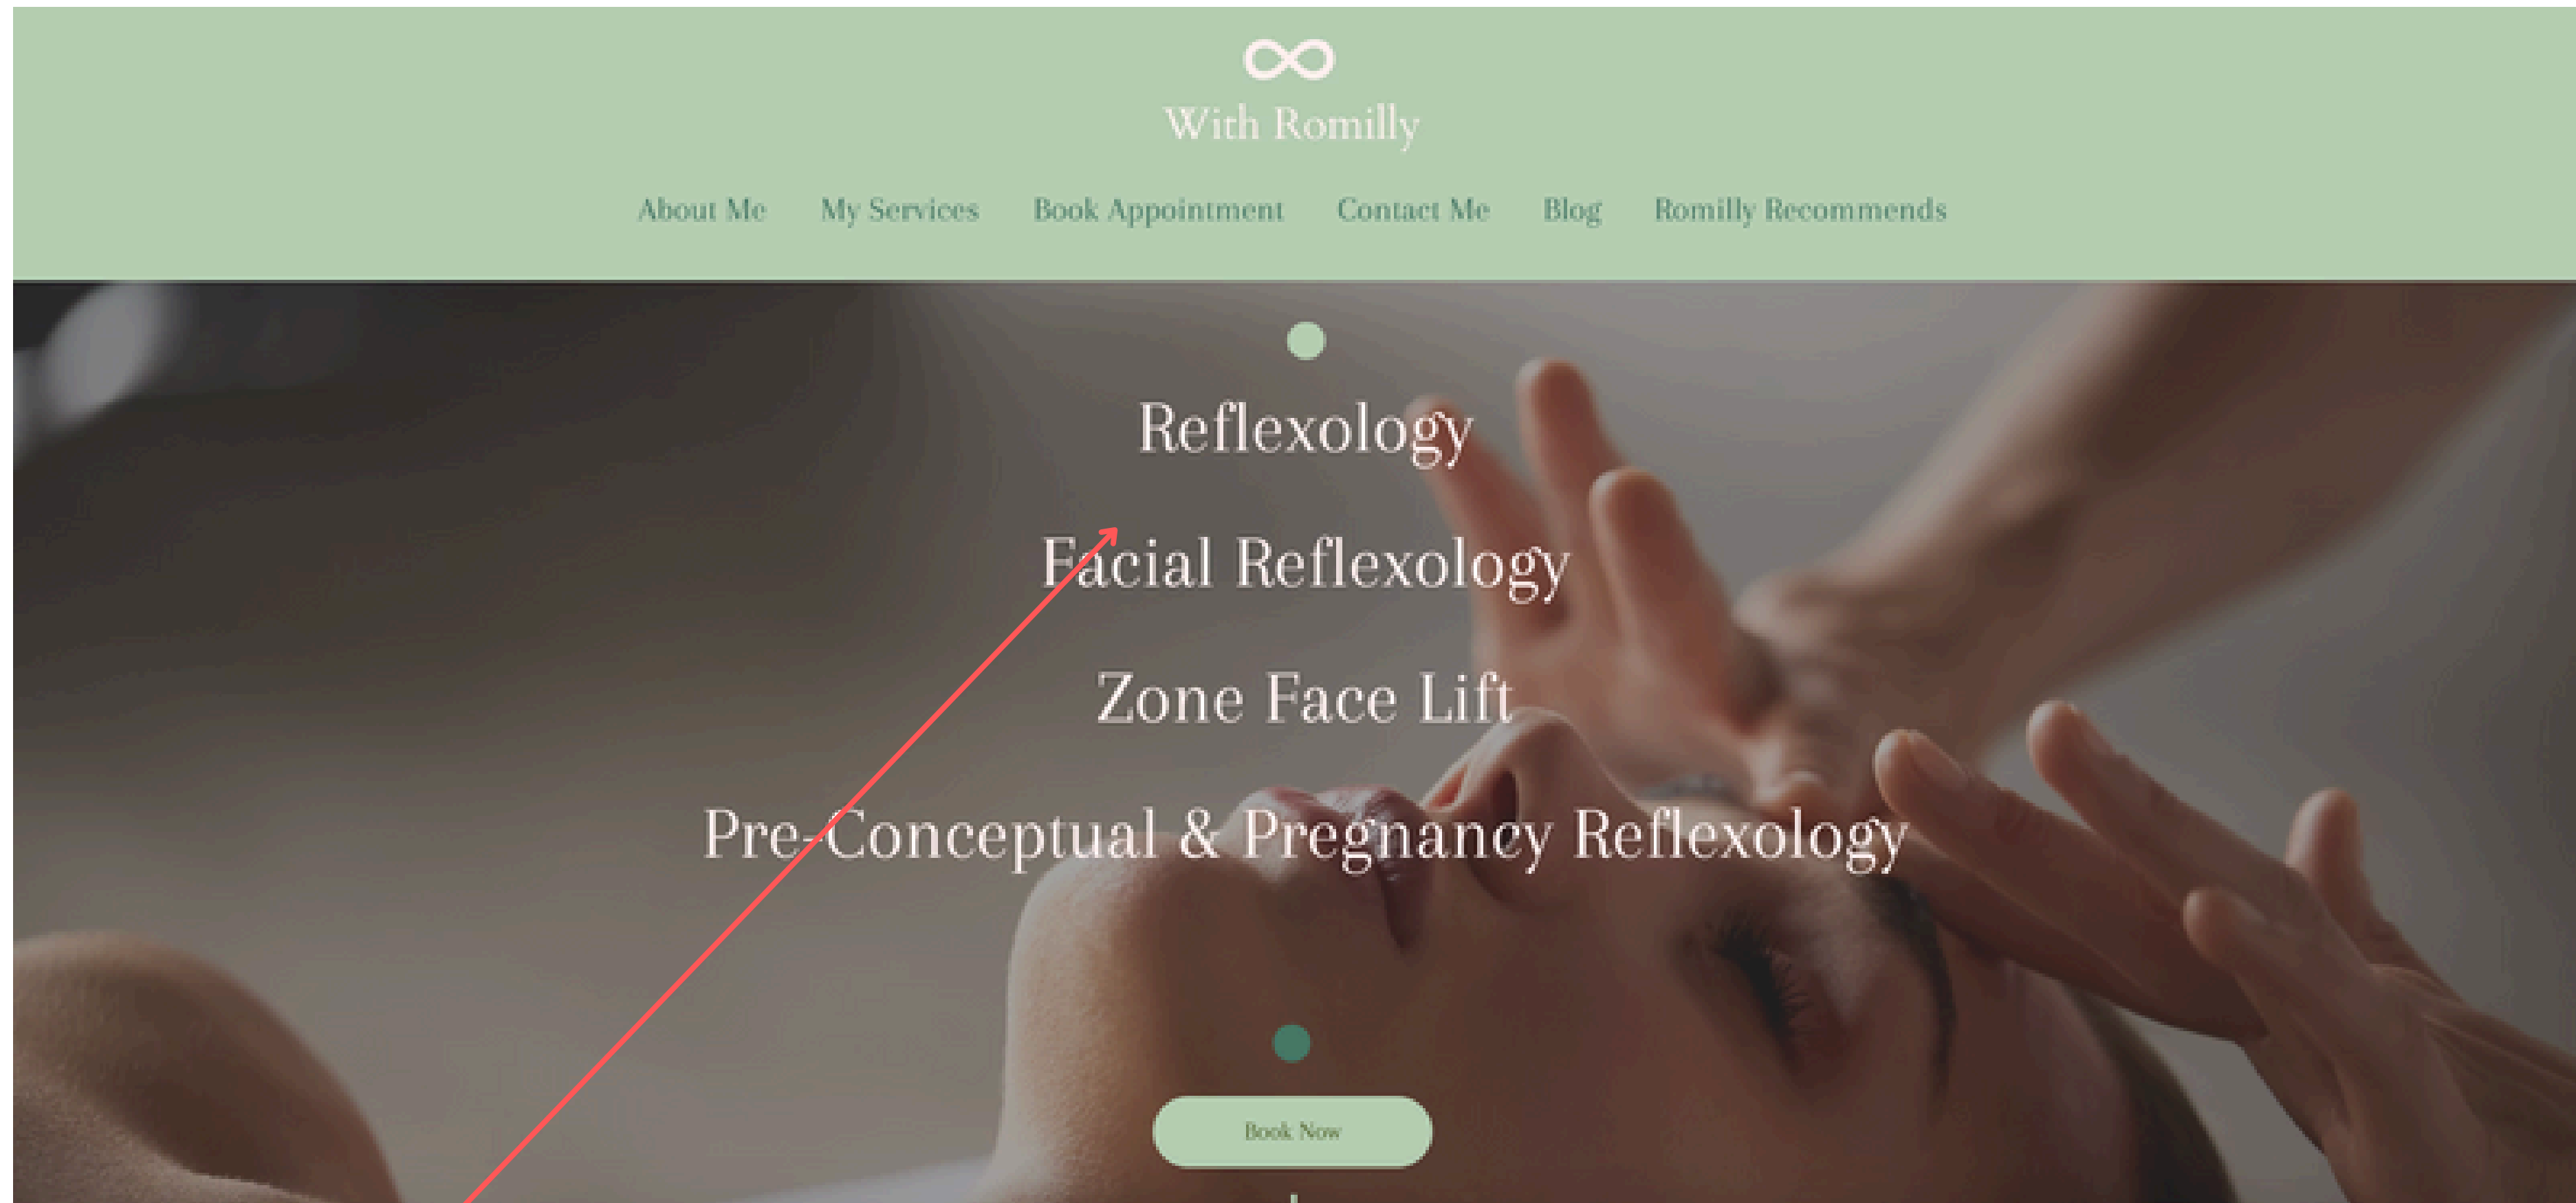 With Romilly
About Me My Services Book Appointment Contact Me Blog Romilly Recommends
Reflexology
Facial Reflexology
Zone Face Lift
Pre-Conceptual & Pregnancy Reflexology
Book Now